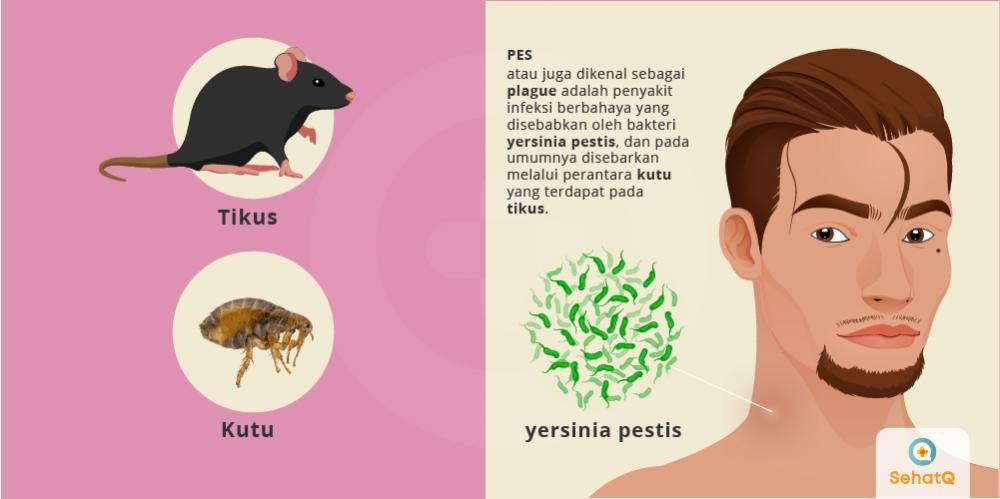 Tikus
Kutu
PES
atau juga dikenal sebagai
plague adalah penyakit
infeksi berbahaya yang
disebabkan oleh bakteri
yersinia pestis, dan pada
umumnya disebarkan
melalui perantara kutu
yang terdapat pada
tikus.
yersinia pestis
SehatQ